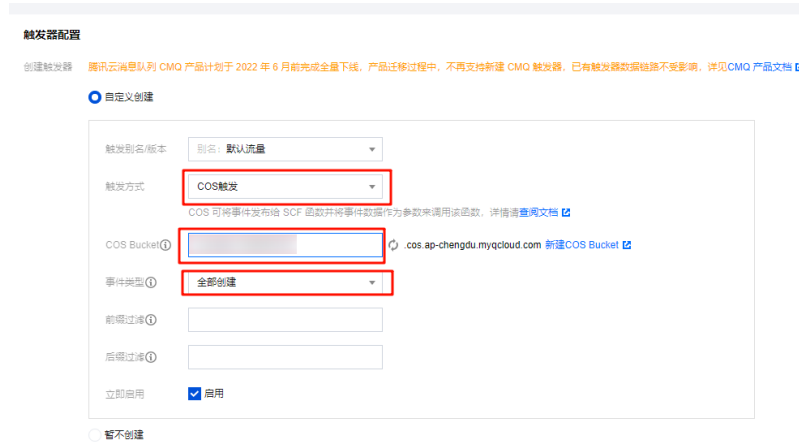 触发器配置
创建触发器 腾讯云消息队列 CMQ 产品计划于 2022 年 6 月前完成全量下线，产品迁移过程中，不再支持新建 CMQ 触发器，已有触发器数据链路不受影响，详见CMQ 产品文档
自定义创建
触发别名/版本 别名：默认流量
触发方式 COS触发
COS 可将事件发布给 SCF 函数并将事件数据作为参数来调用该函数，详情请查阅文档
COS Bucket .cos.ap-chengdu.myqcloud.com 新建COS Bucket
事件类型 全部创建
前缀过滤
后缀过滤
立即启用 启用
暂不创建